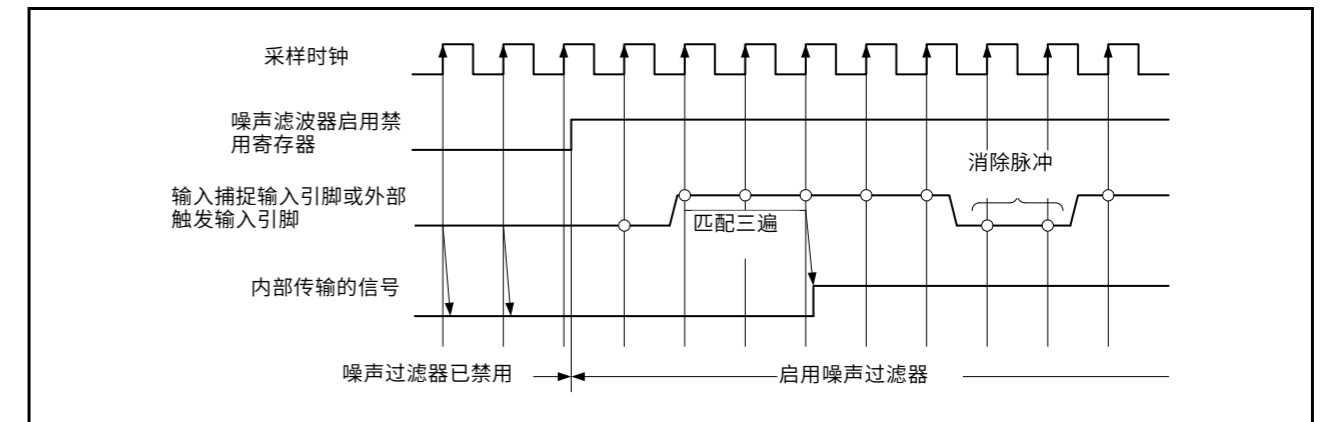 采样时钟
噪声滤波器启用禁
用寄存器
消除脉冲
输入捕捉输入引脚或外部
触发输入引脚
匹配三遍
内部传输的信号
噪声过滤器已禁用
启用噪声过滤器